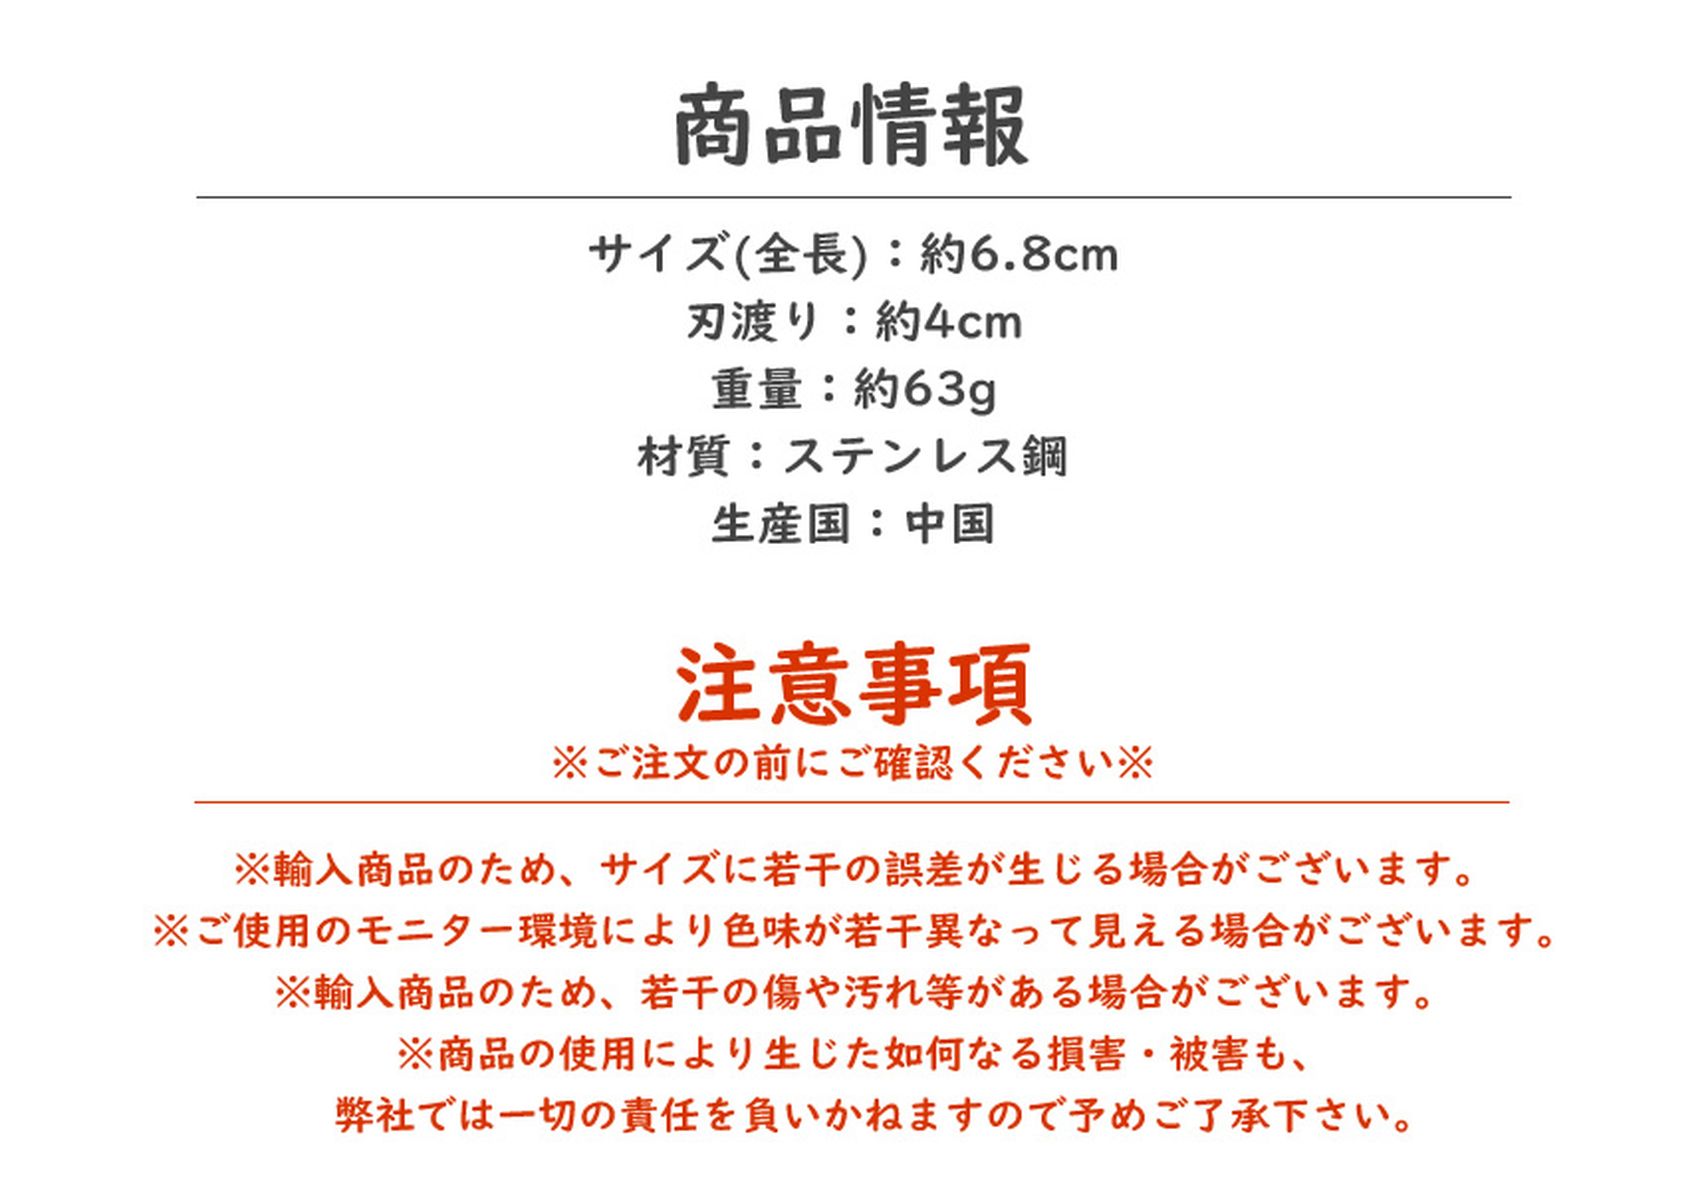 商品情報
サイズ(全長)：約6.8cm
刃渡り：約4cm
重量：約63g
材質：ステンレス鋼
生産国：中国
注意事項
※ご注文の前にご確認ください※
※輸入商品のため、サイズに若干の誤差が生じる場合がございます。
※ご使用のモニター環境により色味が若干異なって見える場合がございます。
※輸入商品のため、若干の傷や汚れ等がある場合がございます。
※商品の使用により生じた如何なる損害・被害も、
弊社では一切の責任を負いかねますので予めご了承下さい。